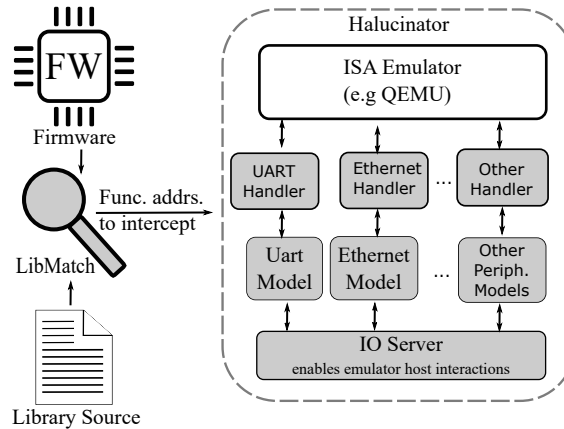 FW
Firmware
LibMatch
Library Source
Func. addrs.
to intercept
Halucinator
ISA Emulator
(e.g QEMU)
UART
Handler
Ethernet
Handler
...
Other
Handler
Uart
Model
Ethernet
Model
...
Other
Periph.
Models
IO Server
enables emulator host interactions